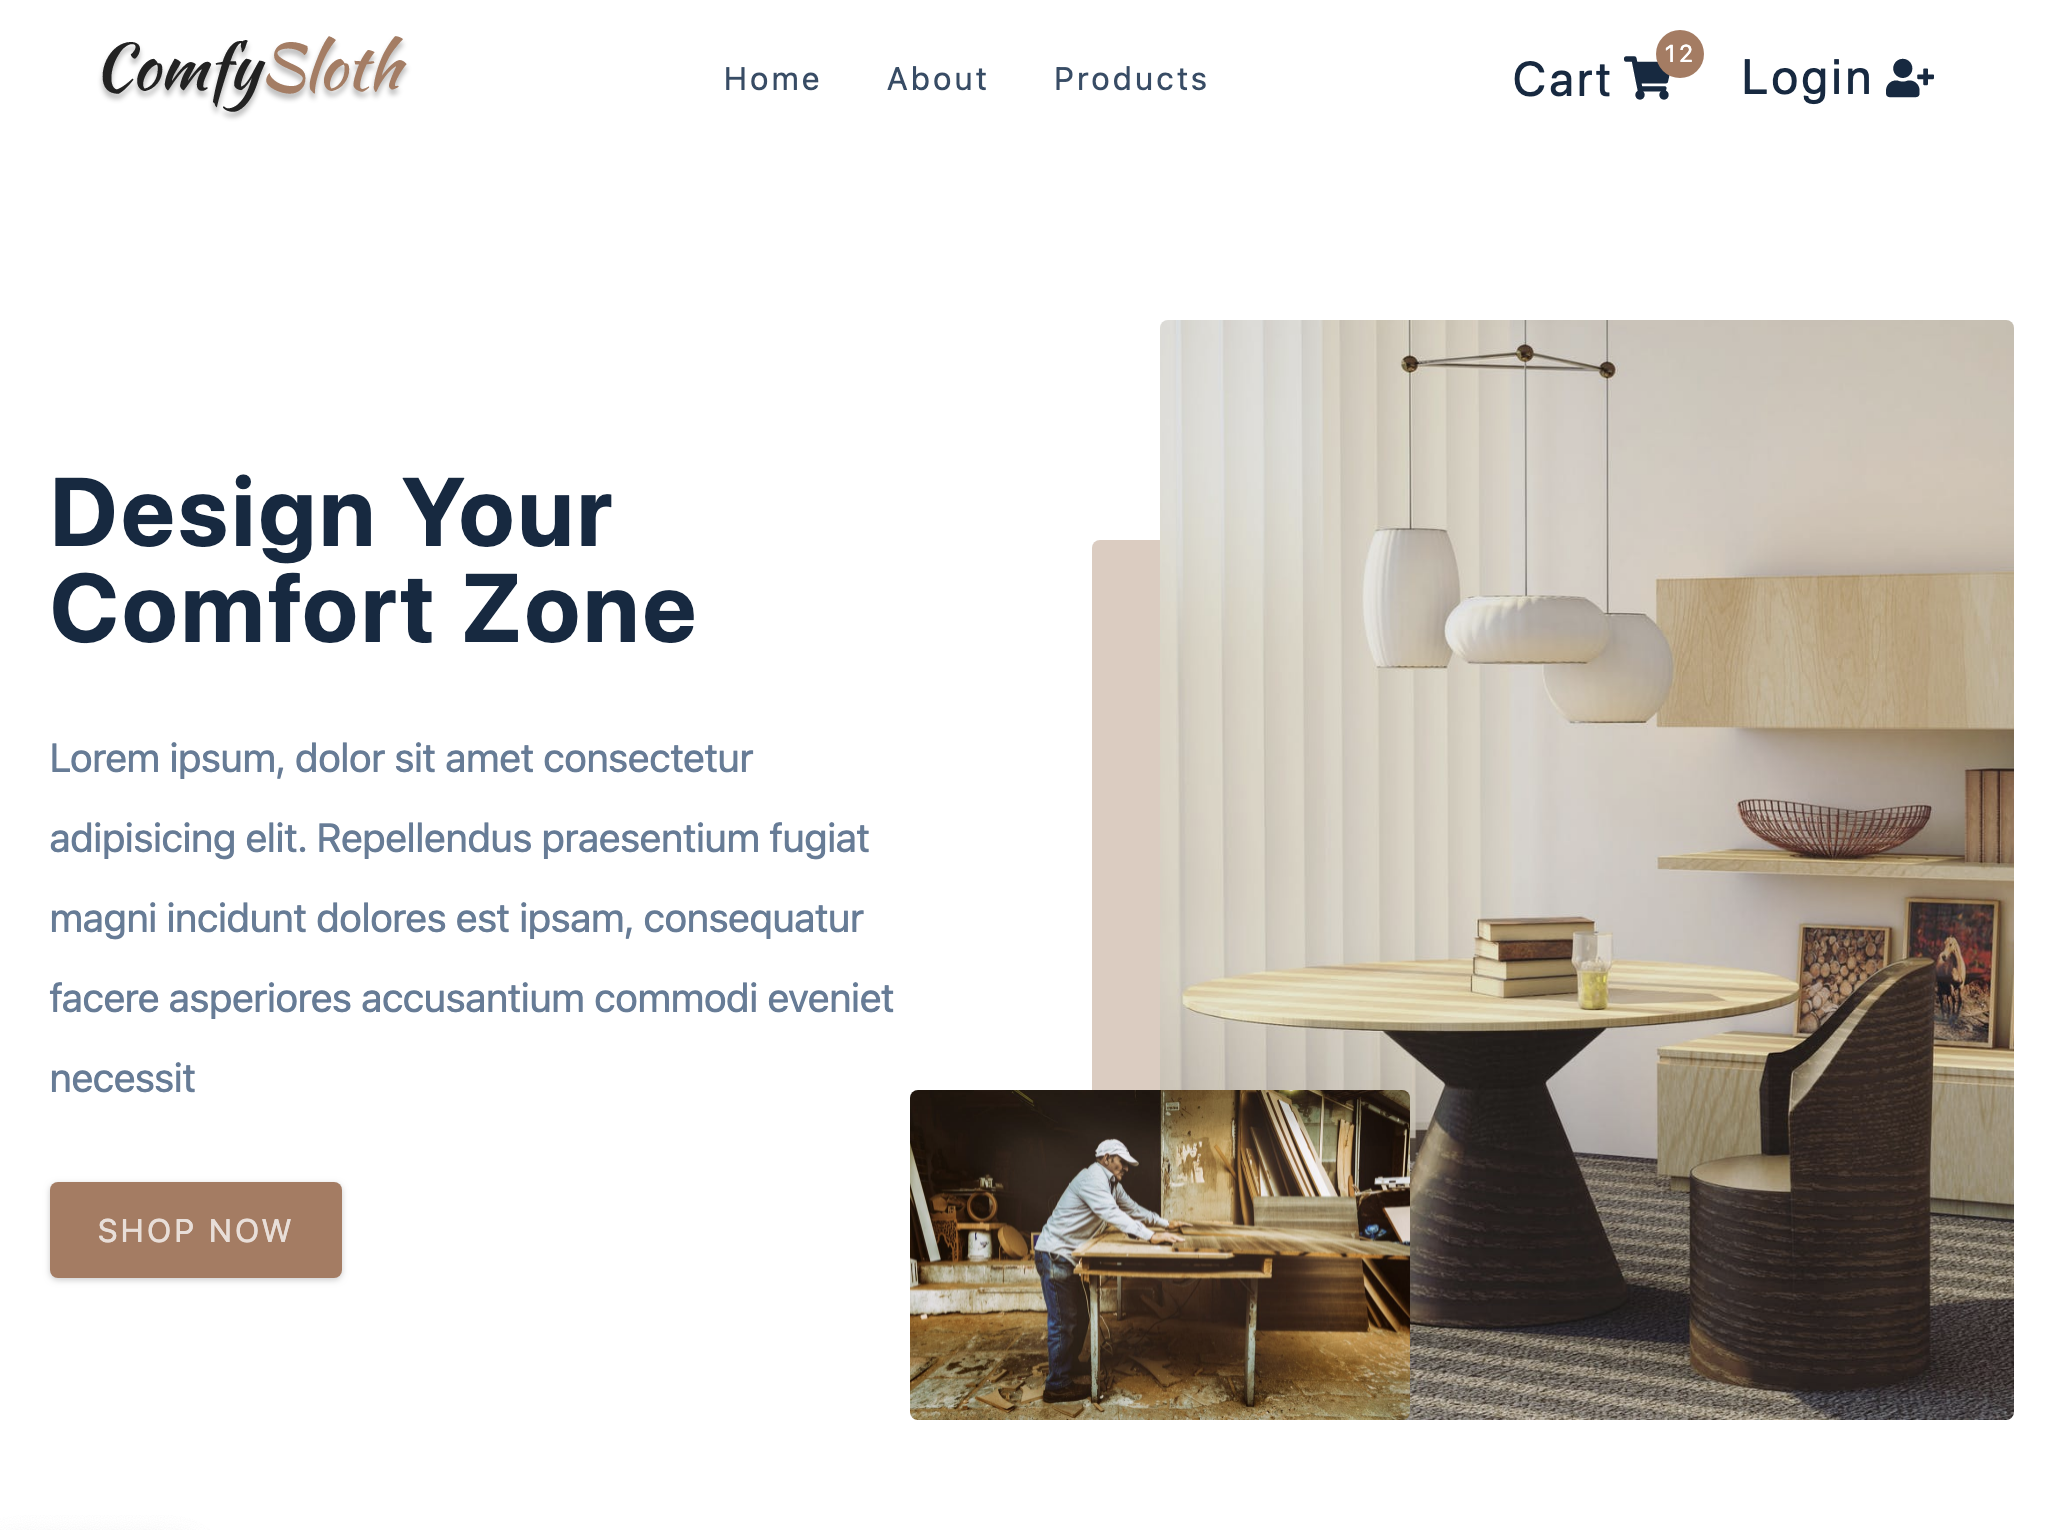 ComfySloth
Home
About
Products
Cart
12
Login
Design Your
Comfort Zone
Lorem ipsum, dolor sit amet consectetur
adipisicing elit. Repellendus praesentium fugiat
magni incidunt dolores est ipsam, consequatur
facere asperiores accusantium commodi eveniet
necessit
SHOP NOW